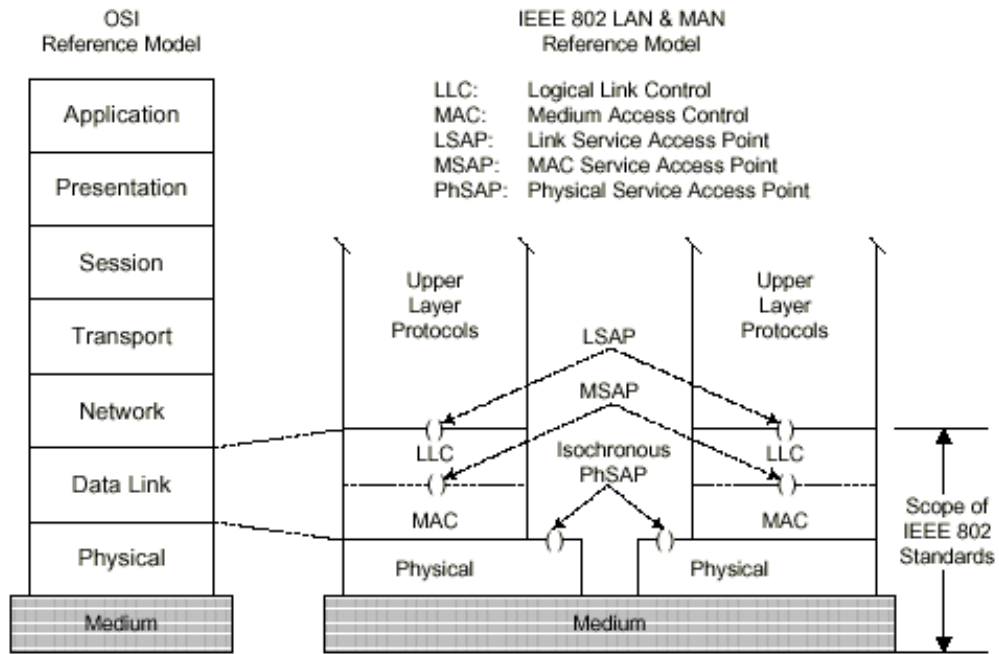 OSI
Reference Model
IEEE 802 LAN & MAN
Reference Model
LLC: Logical Link Control
MAC: Medium Access Control
LSAP: Link Service Access Point
MSAP: MAC Service Access Point
PhSAP: Physical Service Access Point
Application
Presentation
Session
Transport
Network
Data Link
Physical
Medium
Upper
Layer
Protocols
LSAP
MSAP
Isochronous
PhSAP
Upper
Layer
Protocols
( )
LLC
( )
MAC
( )
Physical
( )
LLC
( )
MAC
( )
Physical
Medium
Scope of
IEEE 802
Standards